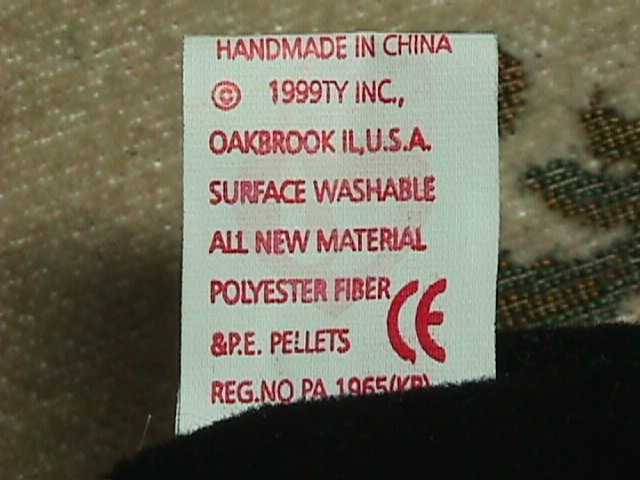 HANDMADE IN CHINA
© 1999TY INC.,
OAKBROOK IL,U.S.A.
SURFACE WASHABLE
ALL NEW MATERIAL
POLYESTER FIBER
&P.E. PELLETS
CE
REG.NO PA 1965(KR)